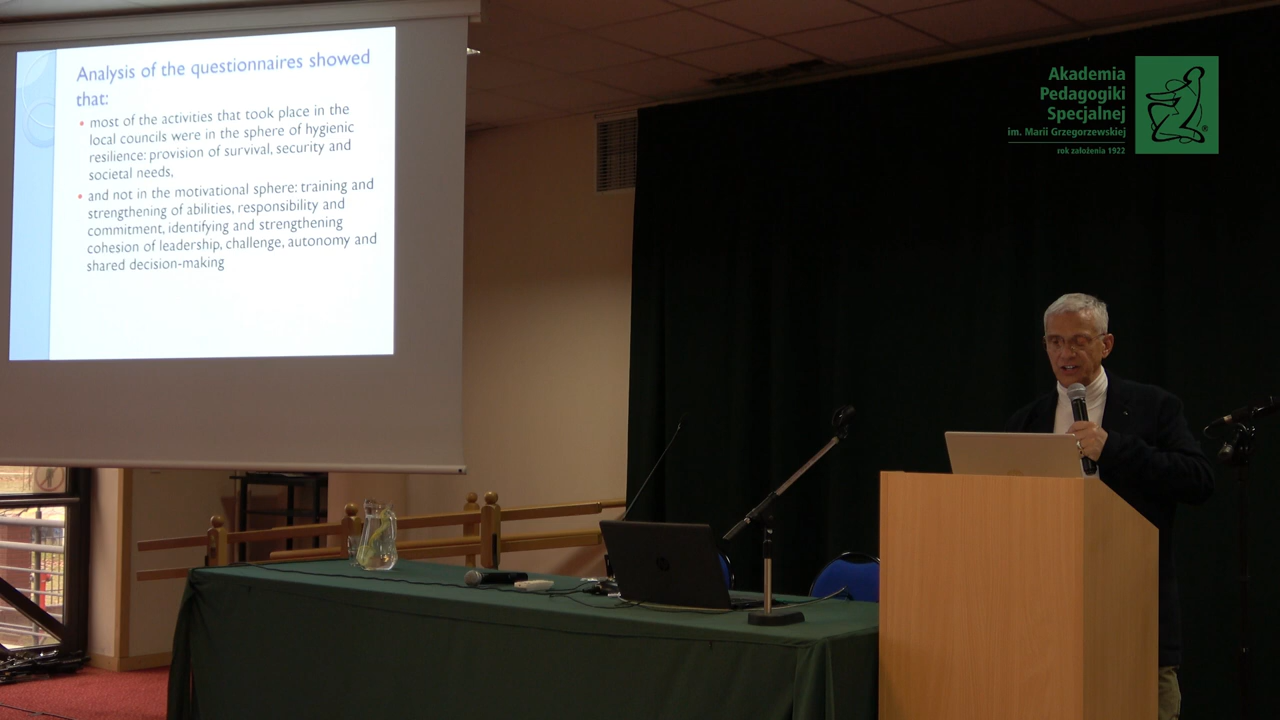 Analysis of the questionnaires showed
that:
most of the activities that took place in the
local councils were in the sphere of hygienic
resilience: provision of survival, security and
societal needs,
and not in the motivational sphere: training and
strengthening of abilities, responsibility and
commitment, identifying and strengthening
cohesion of leadership, challenge, autonomy and
shared decision-making
Akademia
Pedagogiki
Specjalnej
im. Marii Grzegorzewskiej
rok założenia 1922
®